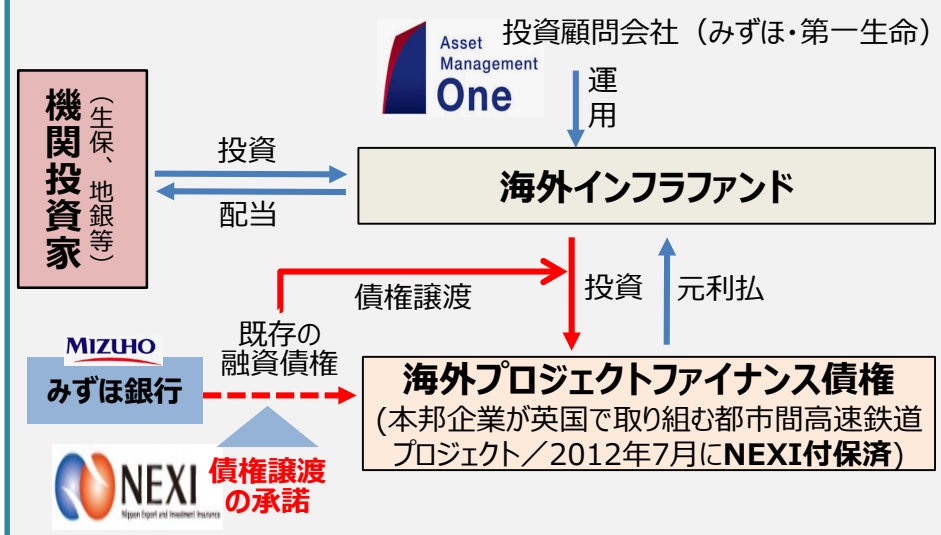 Asset
Management
One
投資顧問会社（みずほ・第一生命）
運
用
機関投資家
（生保、地銀等）
投資
配当
海外インフラファンド
債権譲渡
投資
元利払
既存の
融資債権
MIZUHO
みずほ銀行
海外プロジェクトファイナンス債権
(本邦企業が英国で取り組む都市間高速鉄道
プロジェクト／2012年7月にNEXI付保済)
NEXI
Nippon Export and Investment Insurance
債権譲渡
の承諾